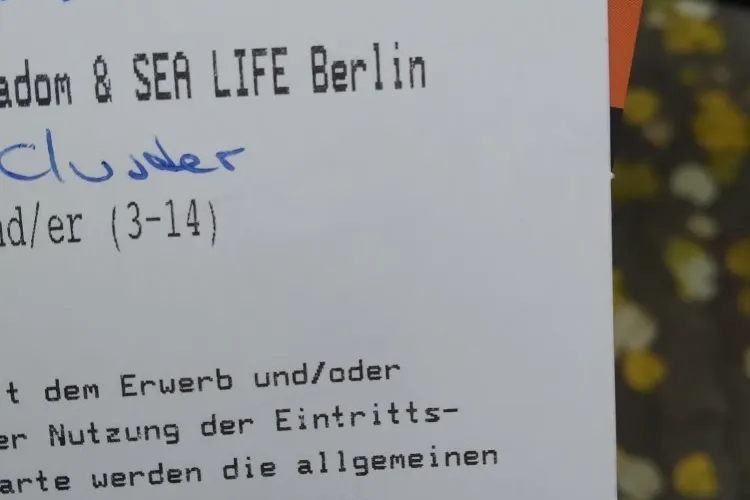 adom & SEA LIFE Berlin
nd/er (3-14)
t dem Erwerb und/oder
er Nutzung der Eintritts-
arte werden die allgemeinen